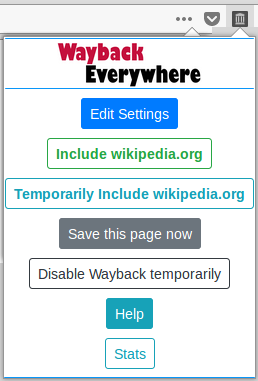 Wayback
Everywhere
Edit Settings
Include wikipedia.org
Temporarily Include wikipedia.org
Save this page now
Disable Wayback temporarily
Help
Stats